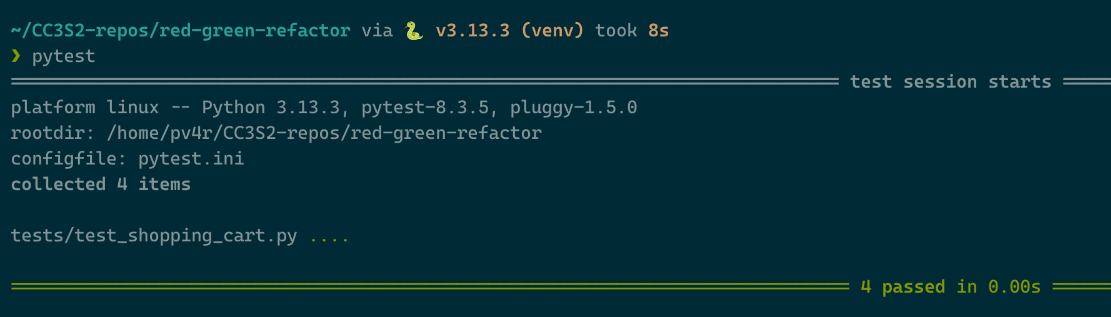 ~/CC3S2-repos/red-green-refactor via 🐍 v3.13.3 (venv) took 8s
❯ pytest
test session starts
platform linux -- Python 3.13.3, pytest-8.3.5, pluggy-1.5.0
rootdir: /home/pv4r/CC3S2-repos/red-green-refactor
configfile: pytest.ini
collected 4 items
tests/test_shopping_cart.py ....
4 passed in 0.00s